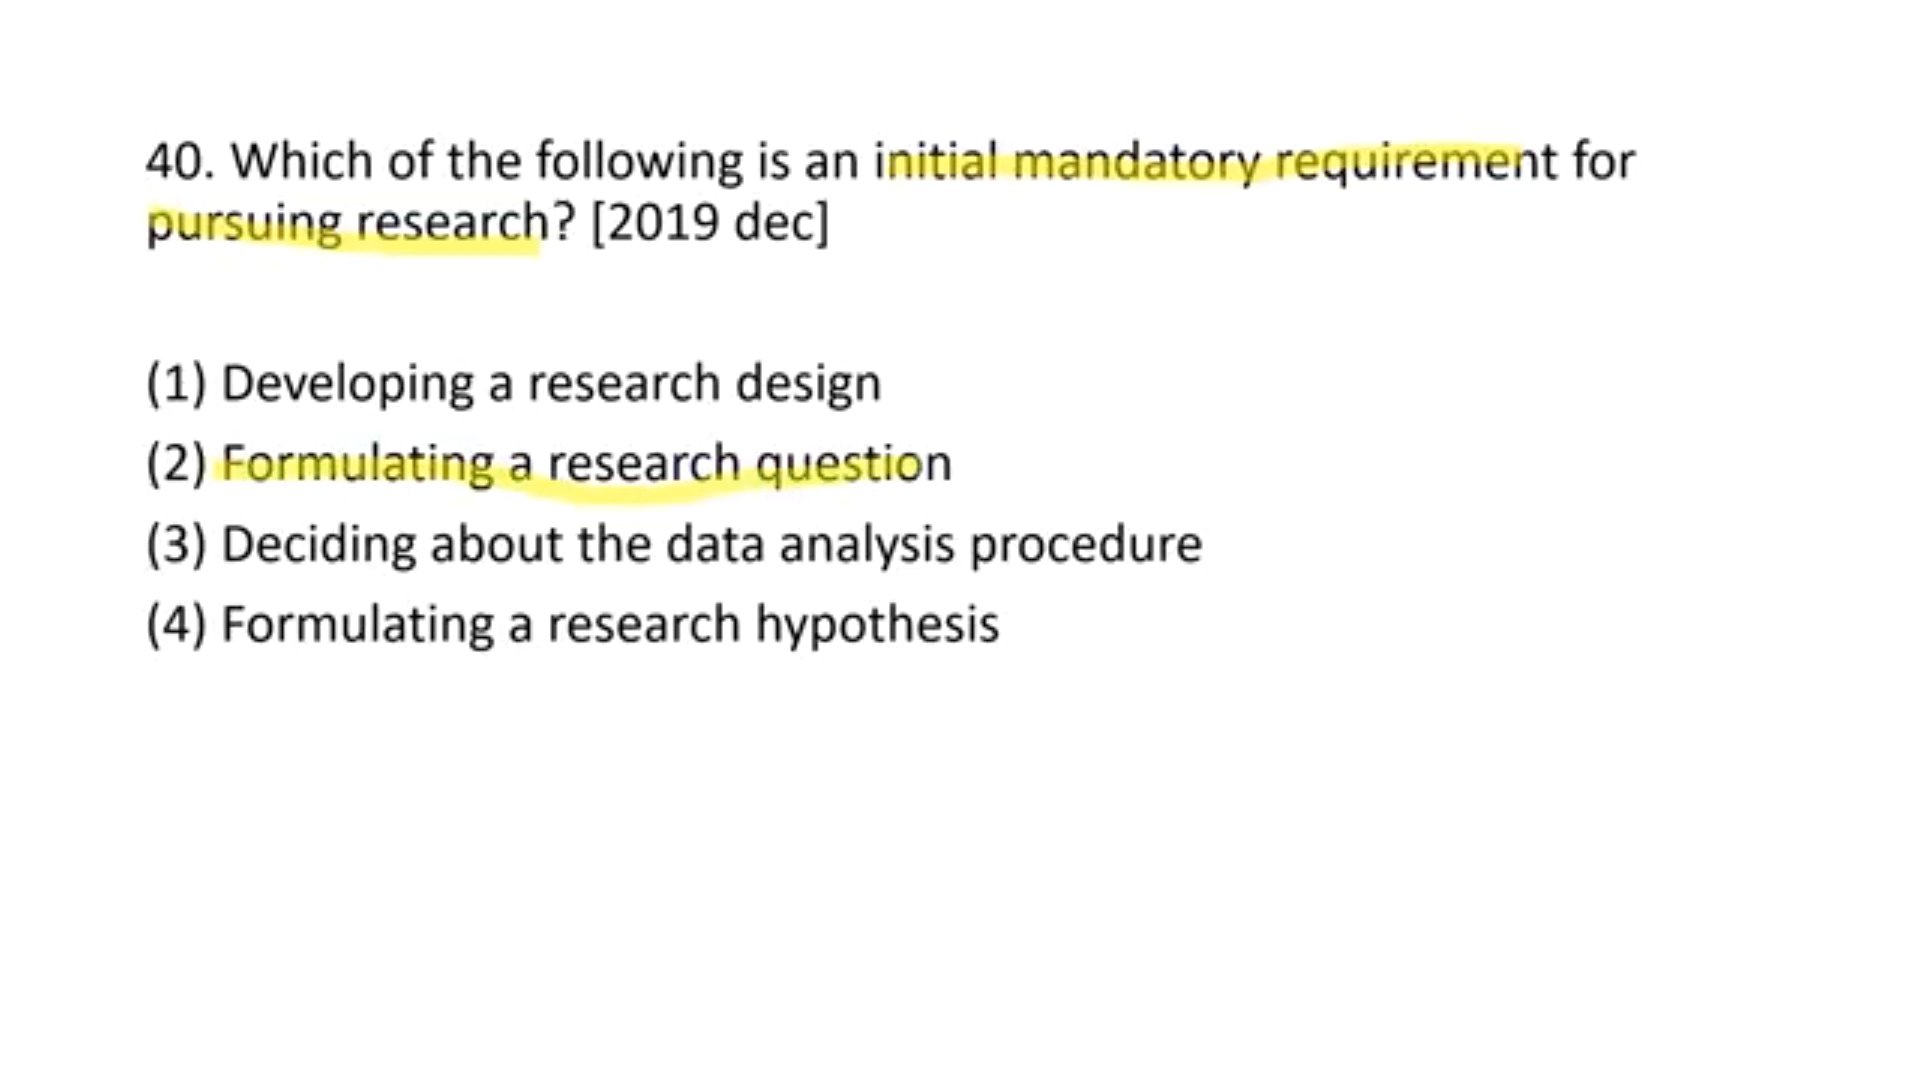 40. Which of the following is an initial mandatory requirement for
pursuing research? [2019 dec]
(1) Developing a research design
(2) Formulating a research question
(3) Deciding about the data analysis procedure
(4) Formulating a research hypothesis